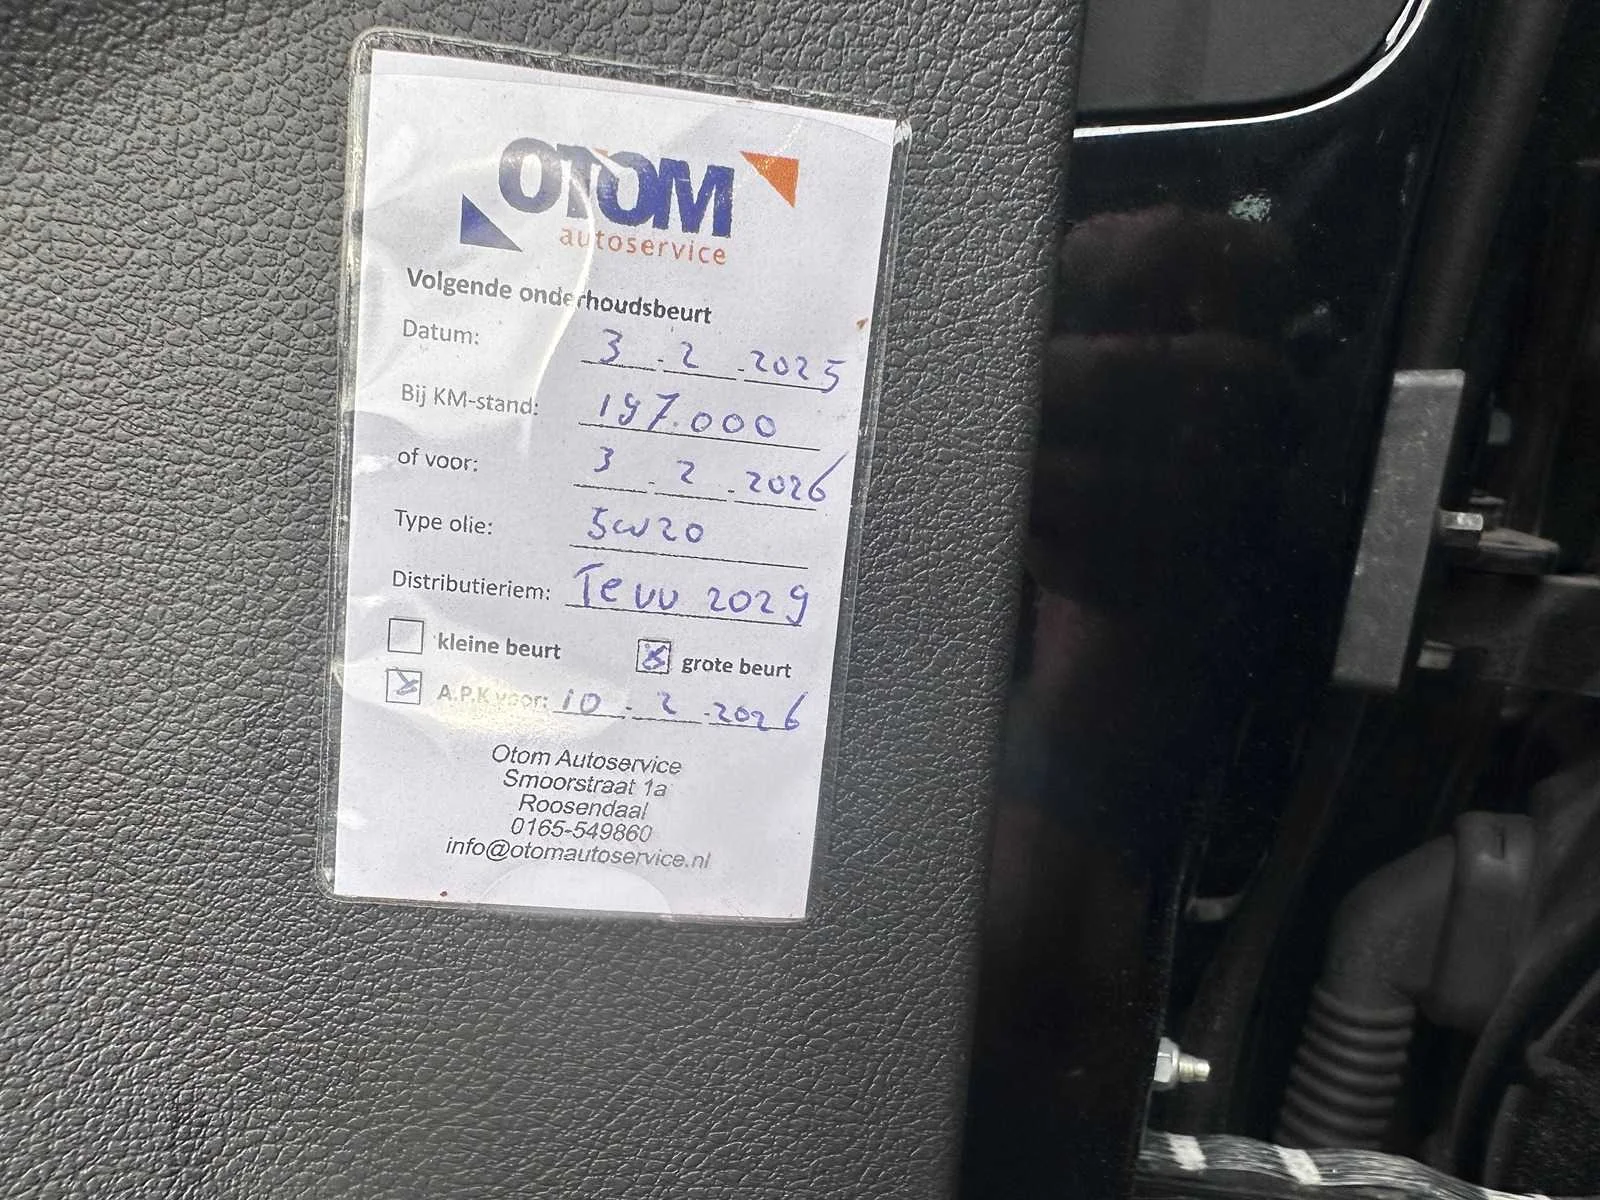 OTOM
autoservice
Volgende onderhoudsbeurt
Datum: 3 . 2 . 2025
Bij KM-stand: 197.000
of voor: 3 . 2 . 2026
Type olie: 5w20
Distributieriem: Tevv 2029
kleine beurt grote beurt
A.P.K voor: 10 . 2 . 2026
Otom Autoservice
Smoorstraat 1a
Roosendaal
0165-549860
info@otomautoservice.nl